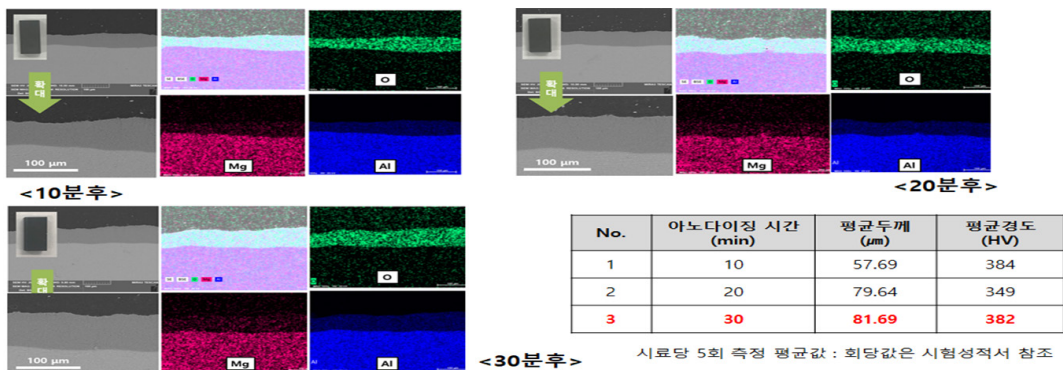 확대
O
100 μm
Mg
Al
<10분후>
확대
O
100 μm
Mg
Al
<20분후>
확대
O
100 μm
Mg
Al
<30분후>
No. 아노다이징 시간 (min) 평균두께 (㎛) 평균경도 (HV)
1 10 57.69 384
2 20 79.64 349
3 30 81.69 382
시료당 5회 측정 평균값 : 회당값은 시험성적서 참조